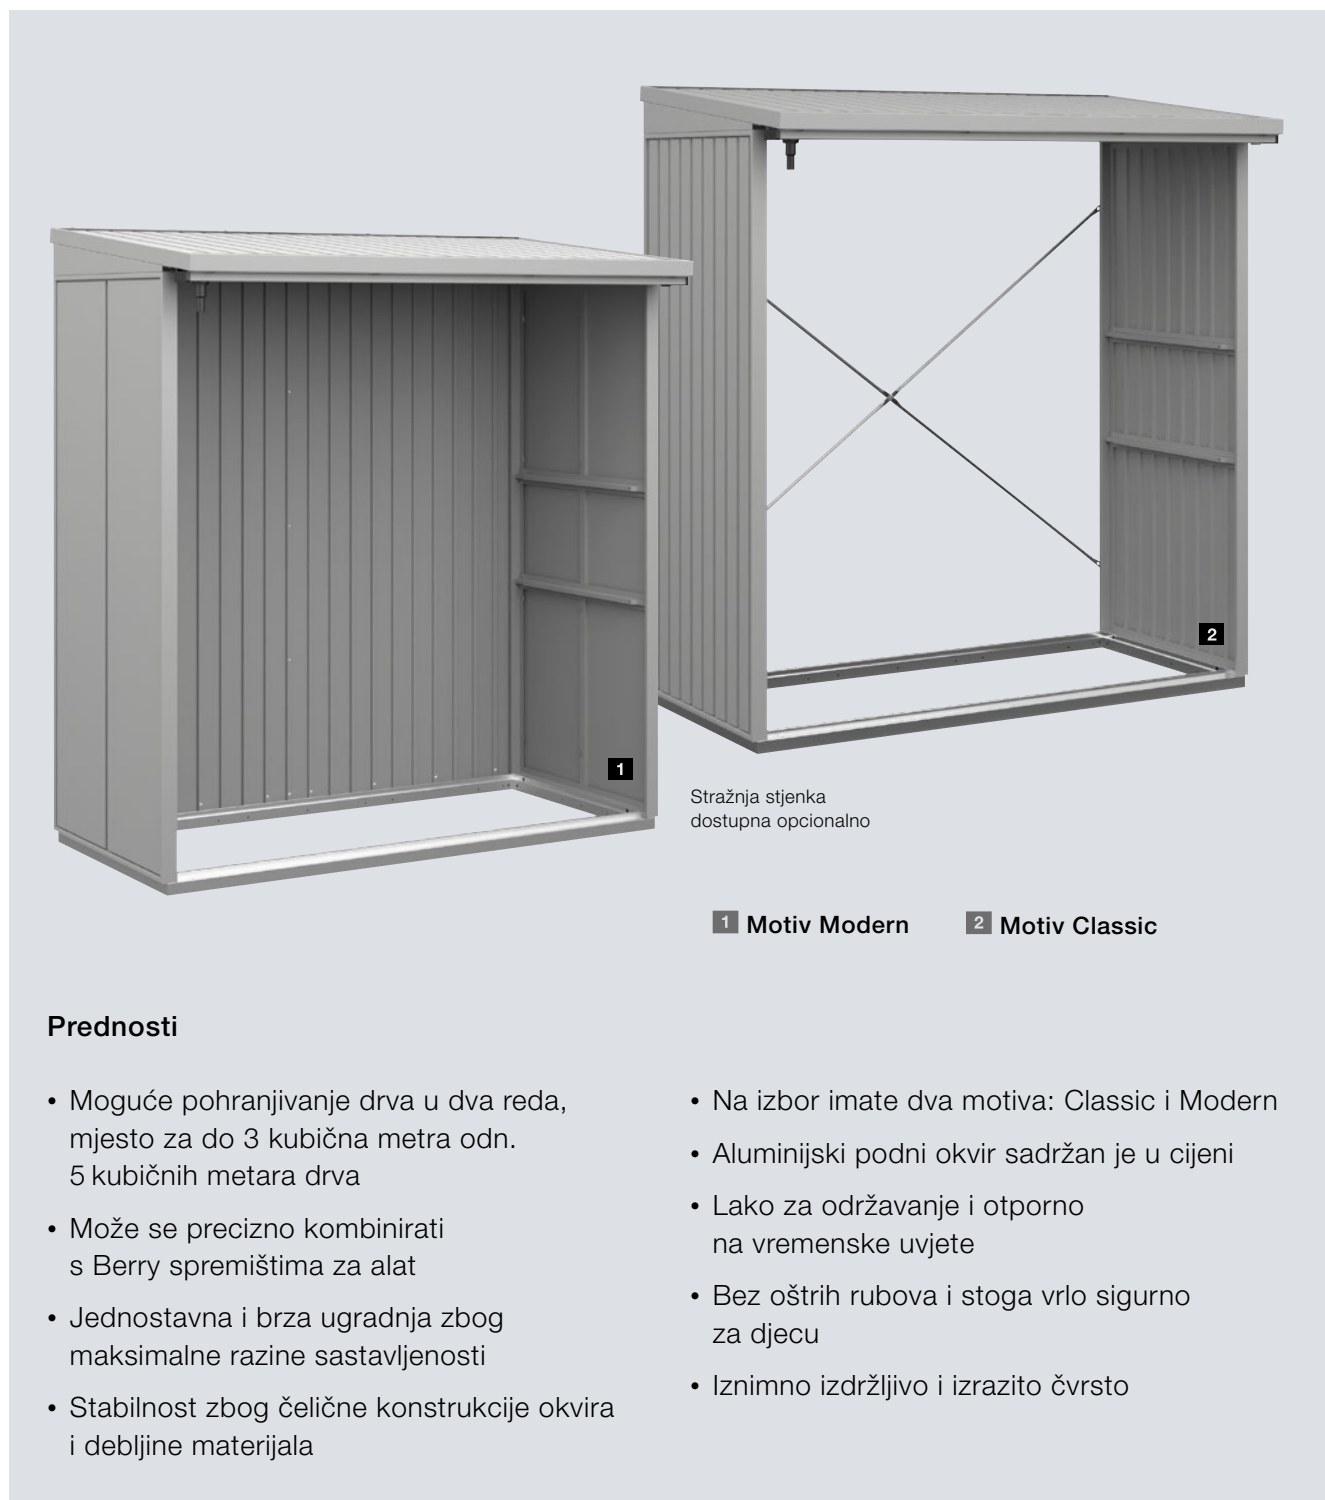 2
1
Stražnja stjenka
dostupna opcionalno
1 Motiv Modern
2 Motiv Classic
Prednosti
• Moguće pohranjivanje drva u dva reda,
mjesto za do 3 kubična metra odn.
5 kubičnih metara drva
• Može se precizno kombinirati
s Berry spremištima za alat
• Jednostavna i brza ugradnja zbog
maksimalne razine sastavljenosti
• Stabilnost zbog čelične konstrukcije okvira
i debljine materijala
• Na izbor imate dva motiva: Classic i Modern
• Aluminijski podni okvir sadržan je u cijeni
• Lako za održavanje i otporno
na vremenske uvjete
• Bez oštrih rubova i stoga vrlo sigurno
za djecu
• Iznimno izdržljivo i izrazito čvrsto